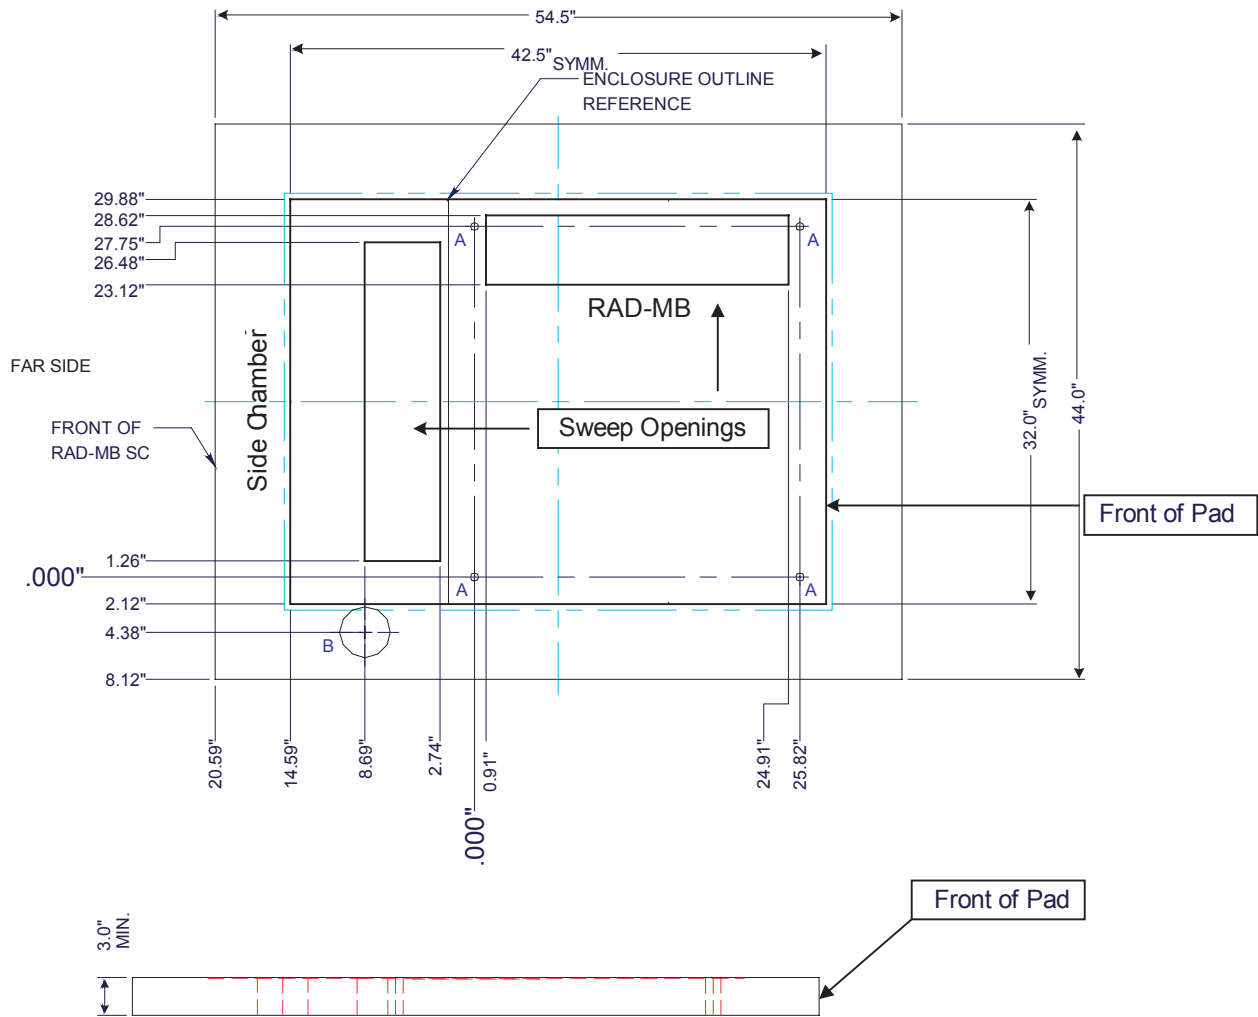 54.5"
42.5" SYMM.
ENCLOSURE OUTLINE
REFERENCE
29.88"
28.62"
27.75"
26.48"
23.12"
A
A
RAD-MB
Side Chamber
FAR SIDE
FRONT OF
RAD-MB SC
Sweep Openings
32.0" SYMM.
44.0"
Front of Pad
1.26"
.000"
2.12"
4.38"
8.12"
A
A
B
20.59"
14.59"
8.69"
2.74"
.000"
0.91"
24.91"
25.82"
3.0"
MIN.
Front of Pad